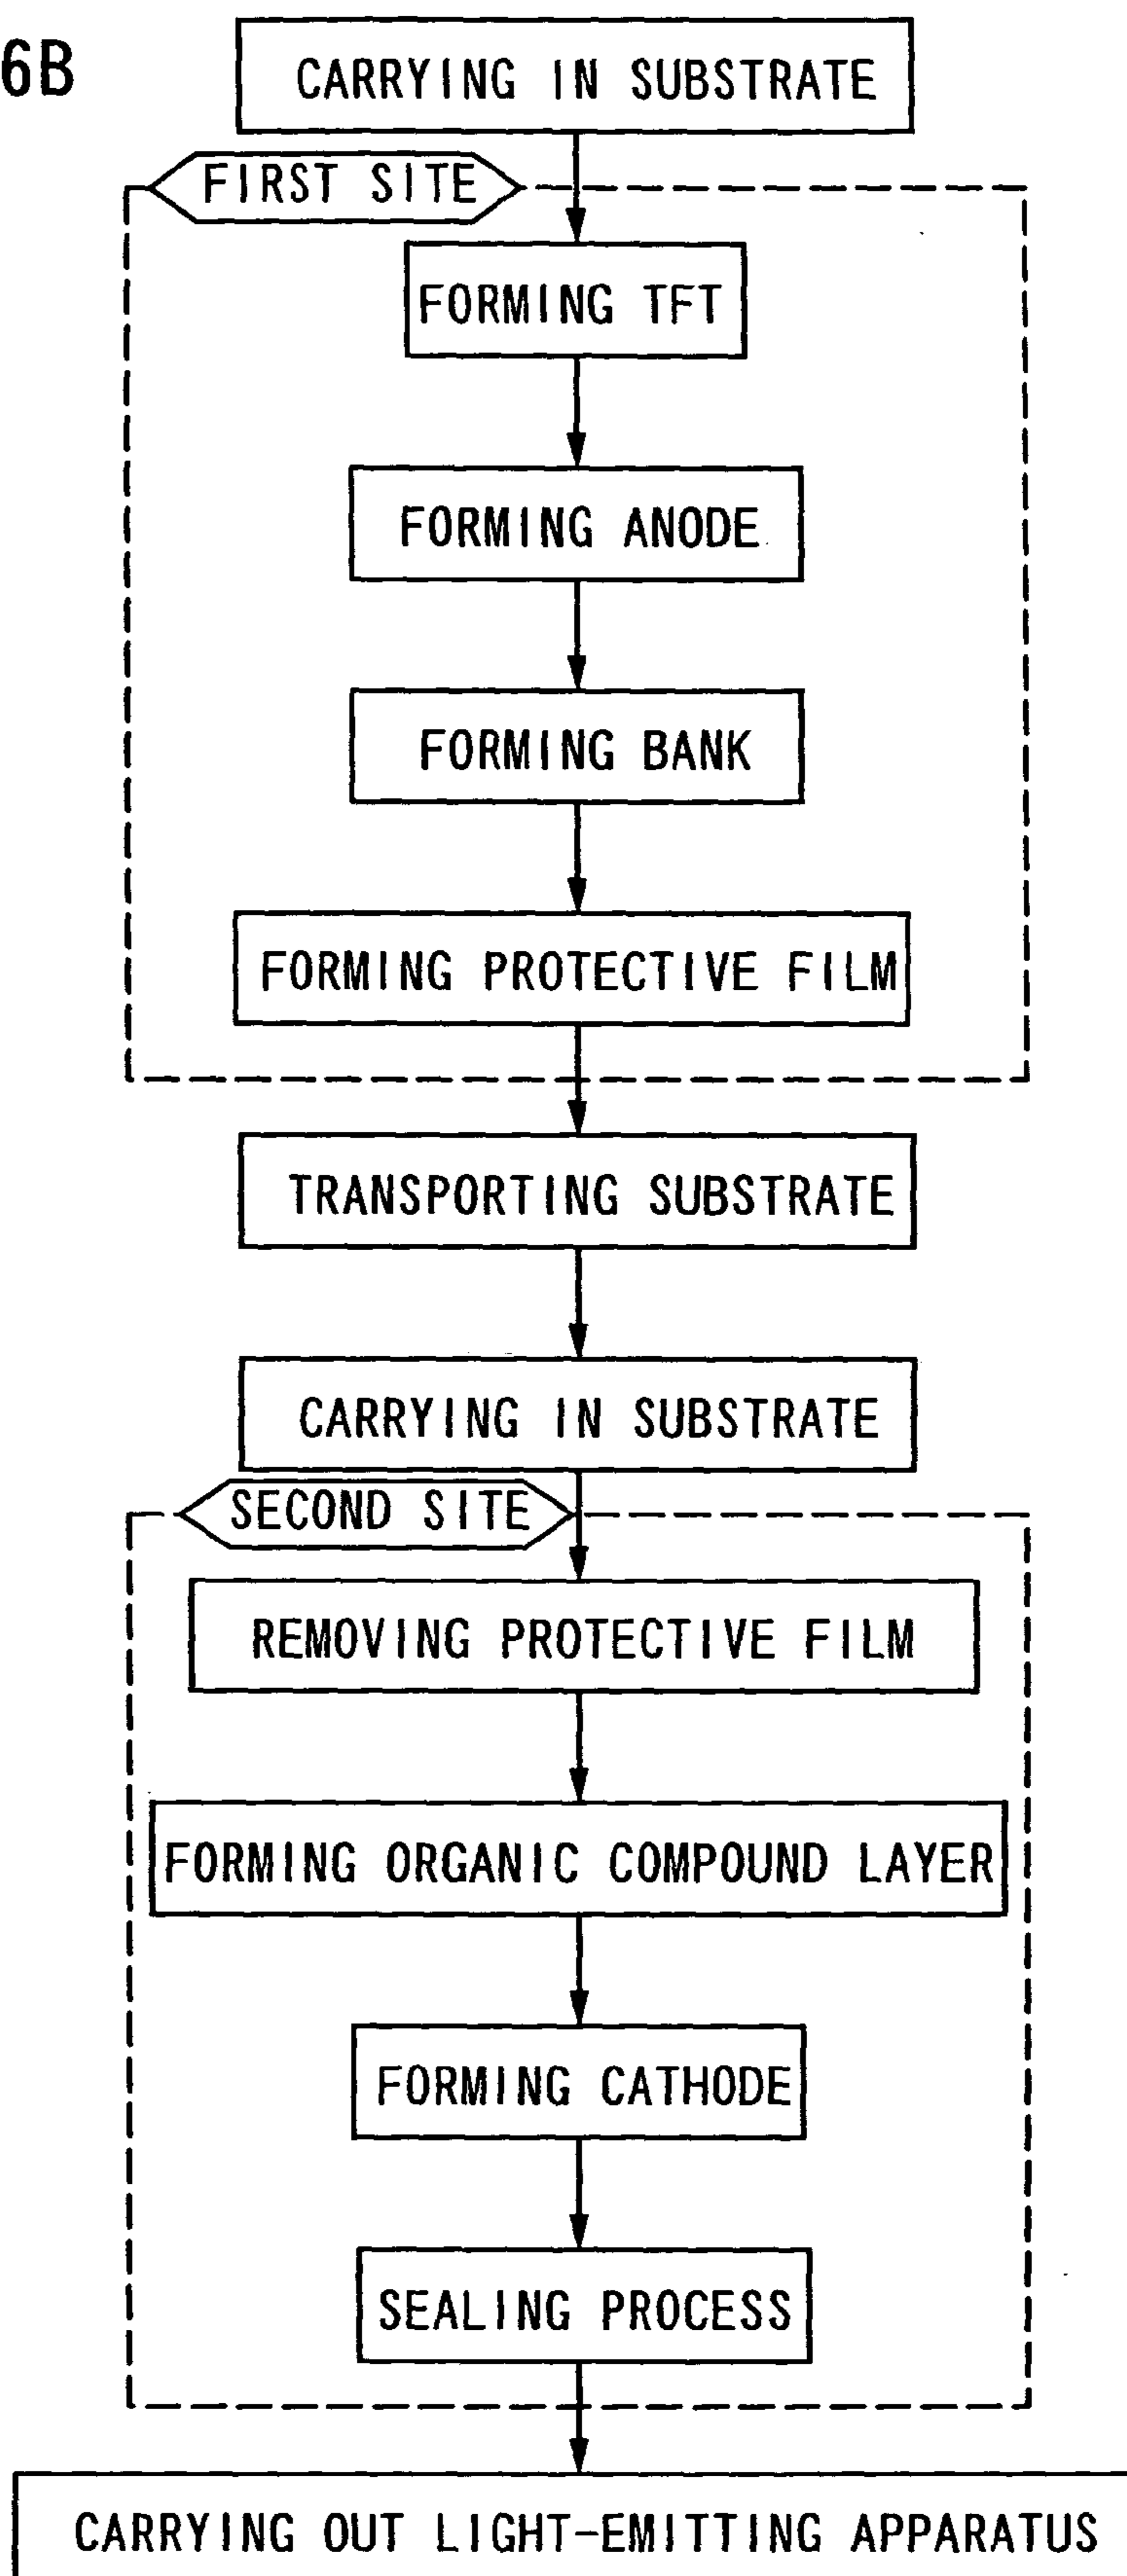 6B
CARRYING IN SUBSTRATE
FIRST SITE
FORMING TFT
FORMING ANODE
FORMING BANK
FORMING PROTECTIVE FILM
TRANSPORTING SUBSTRATE
CARRYING IN SUBSTRATE
SECOND SITE
REMOVING PROTECTIVE FILM
FORMING ORGANIC COMPOUND LAYER
FORMING CATHODE
SEALING PROCESS
CARRYING OUT LIGHT-EMITTING APPARATUS